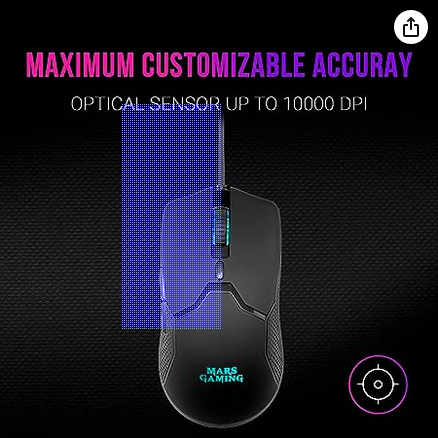 MAXIMUM CUSTOMIZABLE ACCURAY
OPTICAL SENSOR UP TO 10000 DPI
MARS
GAMING